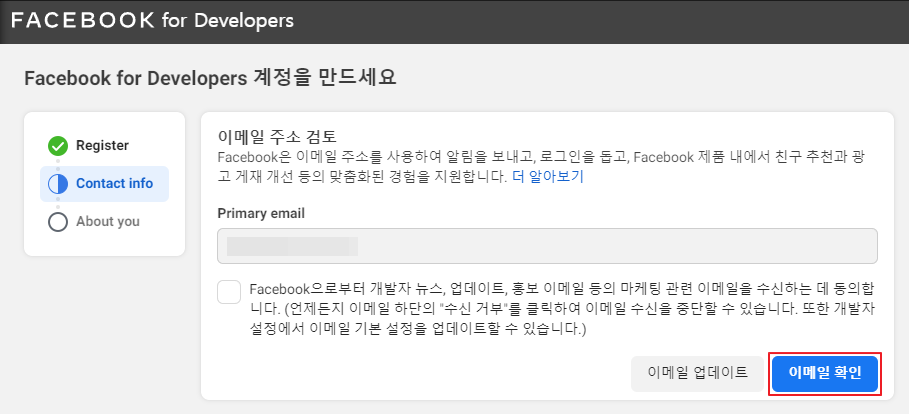 FACEBOOK for Developers
Facebook for Developers 계정을 만드세요
Register
Contact info
About you
이메일 주소 검토
Facebook은 이메일 주소를 사용하여 알림을 보내고, 로그인을 돕고, Facebook 제품 내에서 친구 추천과 광
고 게재 개선 등의 맞춤화된 경험을 지원합니다. 더 알아보기
Primary email
Facebook으로부터 개발자 뉴스, 업데이트, 홍보 이메일 등의 마케팅 관련 이메일을 수신하는 데 동의합
니다. (언제든지 이메일 하단의 "수신 거부"를 클릭하여 이메일 수신을 중단할 수 있습니다. 또한 개발자
설정에서 이메일 기본 설정을 업데이트할 수 있습니다.)
이메일 업데이트
이메일 확인